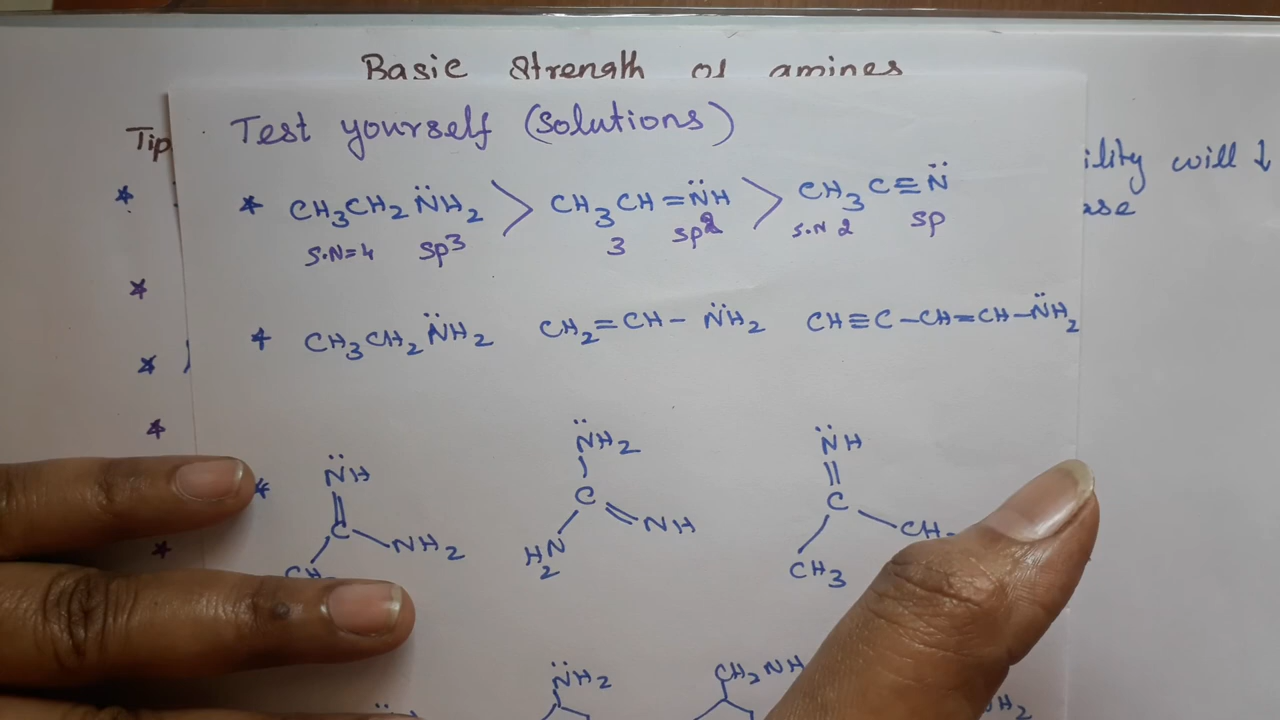 Basic Strength of amines
Tip
Test yourself (Solutions)
ility will ↓
ase
* CH₃CH₂N̈H₂ > CH₃CH=N̈H > CH₃C≡N̈
S.N=4 sp³ 3 sp² S.N 2 sp
* CH₃CH₂N̈H₂ CH₂=CH-N̈H₂ CH≡C-CH=CH-N̈H₂
N̈H N̈H₂ N̈H
* C C C
NH₂ H₂N NH CH₃ CH
N̈H₂ CH₂NH